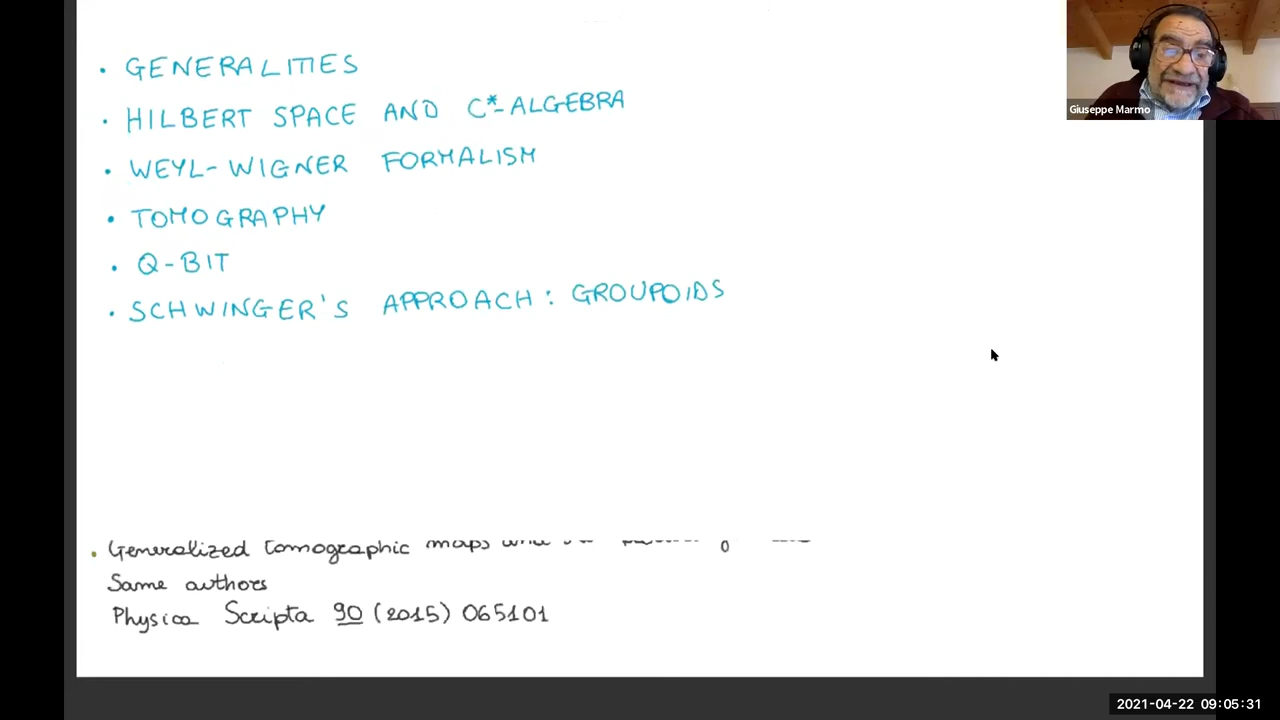 • GENERALITIES
• HILBERT SPACE AND C*-ALGEBRA
• WEYL-WIGNER FORMALISM
• TOMOGRAPHY
• Q-BIT
• SCHWINGER'S APPROACH: GROUPOIDS
• Generalized tomographic maps
Same authors
Physica Scripta 90 (2015) 065101
Giuseppe Marmo
2021-04-22 09:05:31